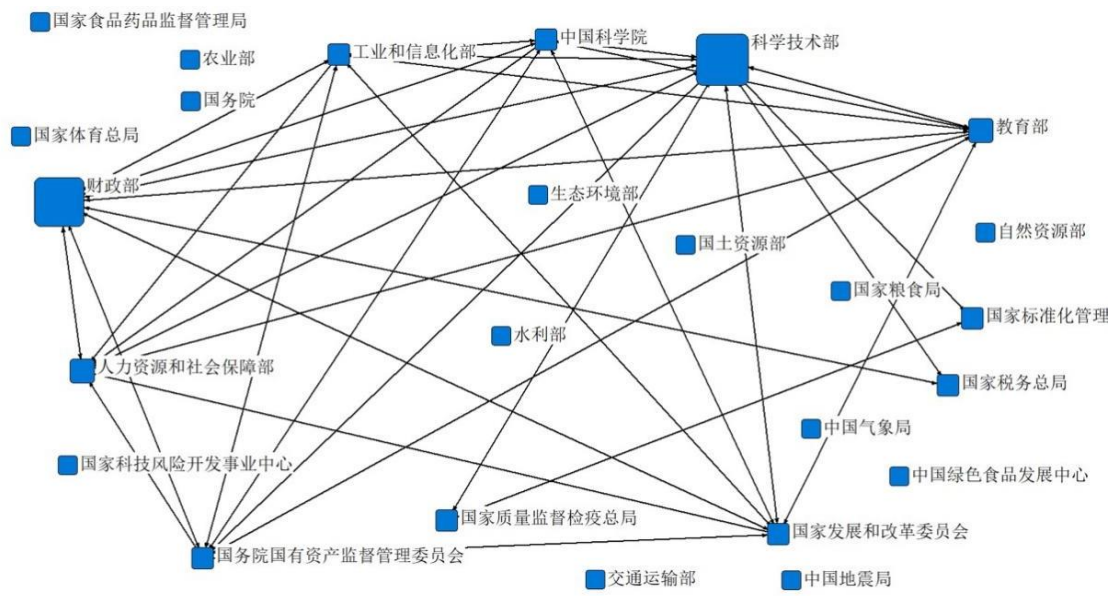 国家食品药品监督管理局
中国科学院
科学技术部
工业和信息化部
农业部
国务院
教育部
国家体育总局
财政部
生态环境部
自然资源部
国土资源部
国家粮食局
国家标准化管理
水利部
人力资源和社会保障部
国家税务总局
中国气象局
国家科技风险开发事业中心
中国绿色食品发展中心
国家质量监督检疫总局
国家发展和改革委员会
国务院国有资产监督管理委员会
交通运输部
中国地震局